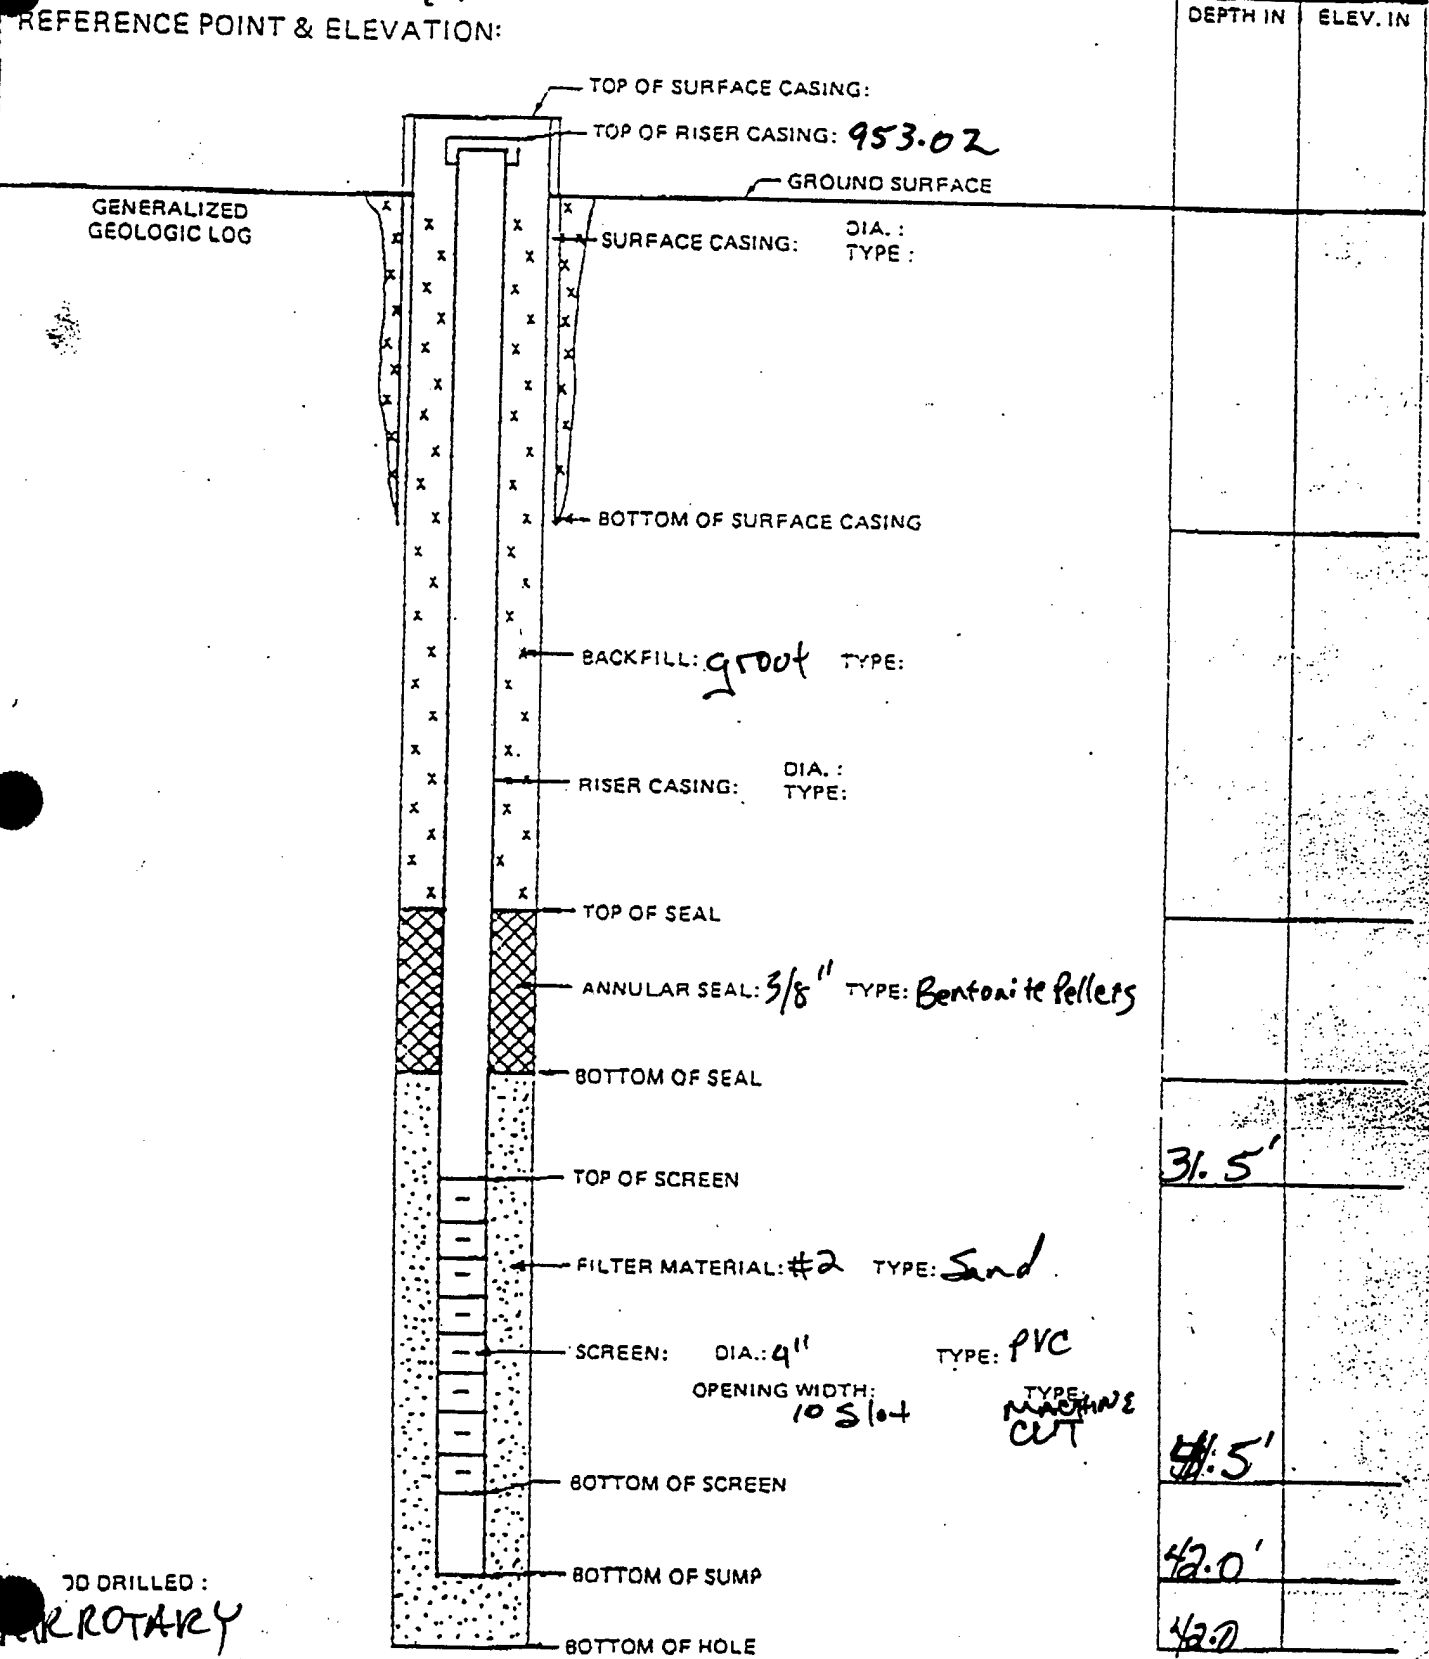 REFERENCE POINT & ELEVATION:
DEPTH IN ELEV. IN
TOP OF SURFACE CASING:
TOP OF RISER CASING: 953.02
GROUND SURFACE
GENERALIZED
GEOLOGIC LOG
SURFACE CASING: DIA. :
TYPE :
BOTTOM OF SURFACE CASING
BACKFILL: grout TYPE:
RISER CASING: DIA. :
TYPE:
TOP OF SEAL
ANNULAR SEAL: 3/8" TYPE: Bentonite Pellets
BOTTOM OF SEAL
TOP OF SCREEN 31.5'
FILTER MATERIAL: #2 TYPE: Sand
SCREEN: DIA.: 4" TYPE: PVC
OPENING WIDTH: 10 Slot TYPE: MACHINE
CUT
BOTTOM OF SCREEN 41.5'
BOTTOM OF SUMP 42.0'
DRILLED :
ROTARY
BOTTOM OF HOLE 42.0